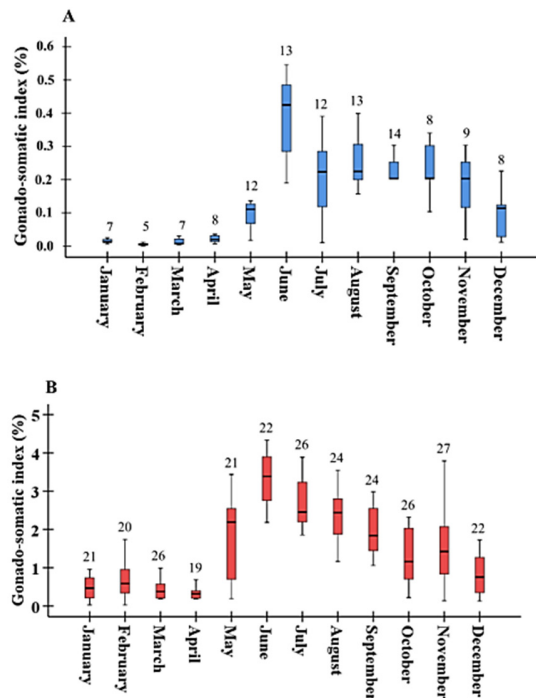 A
Gonado-somatic index (%)
0.6
0.5
0.4
0.3
0.2
0.1
0.0
7
5
7
8
12
13
12
13
14
8
9
8
January
February
March
April
May
June
July
August
September
October
November
December
B
Gonado-somatic index (%)
5
4
3
2
1
0
21
20
26
19
21
22
26
24
24
26
27
22
January
February
March
April
May
June
July
August
September
October
November
December